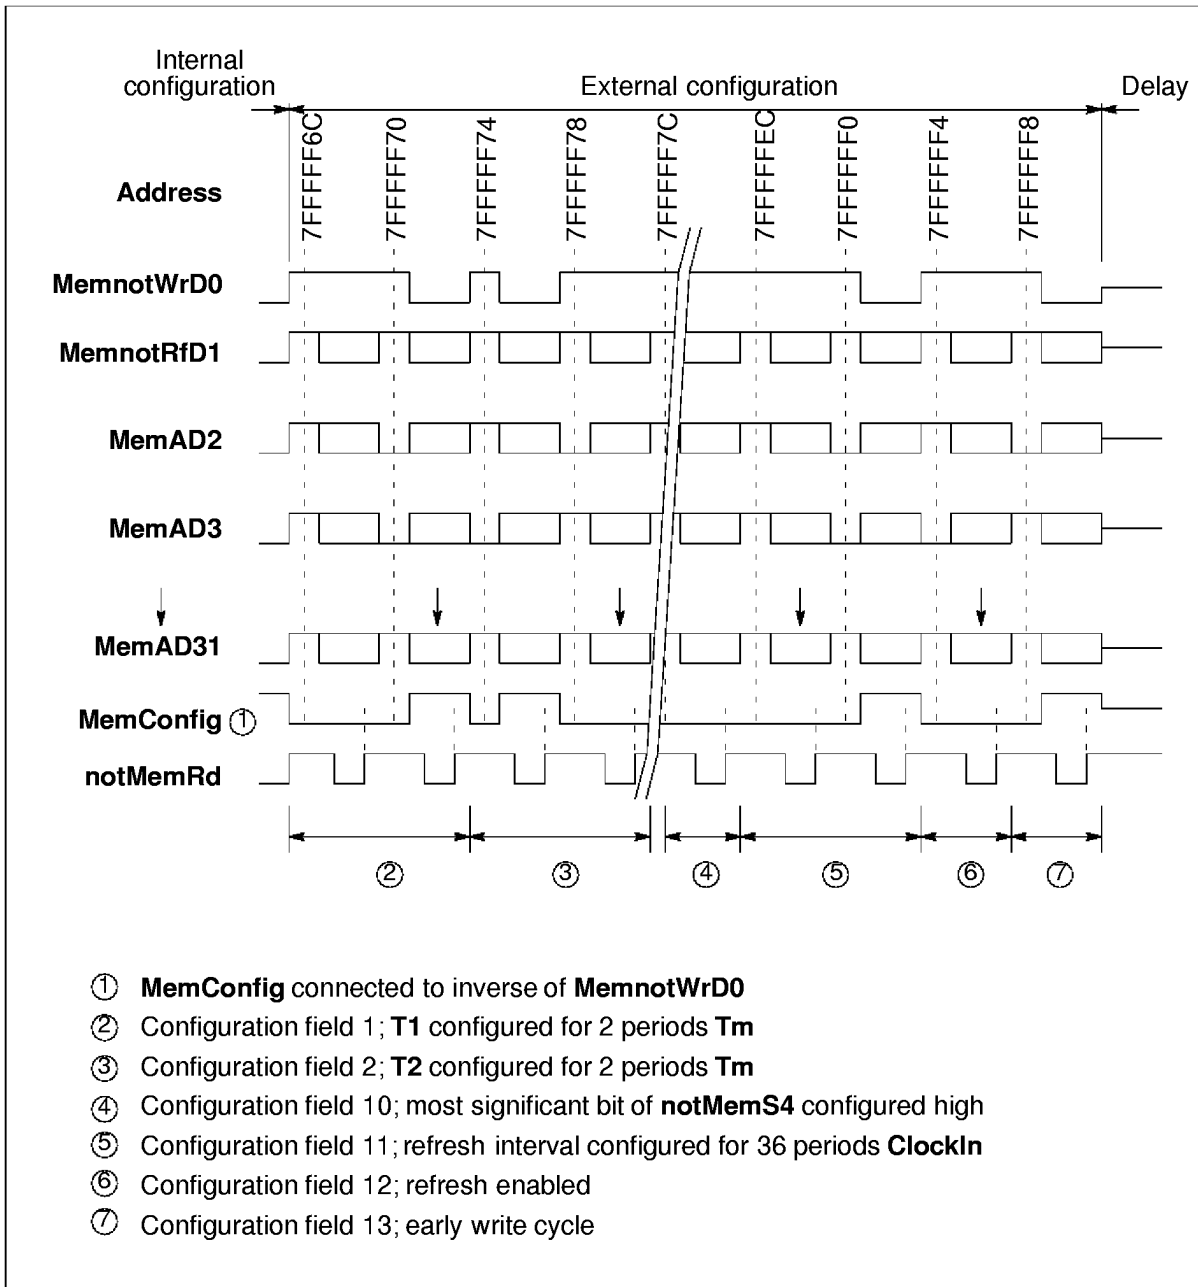 Internal
configuration
External configuration
Delay
Address
7FFFFF6C
7FFFFF70
7FFFFF74
7FFFFF78
7FFFFF7C
7FFFFFEC
7FFFFFF0
7FFFFFF4
7FFFFFF8
MemnotWrD0
MemnotRfD1
MemAD2
MemAD3
MemAD31
MemConfig ①
notMemRd
② ③ ④ ⑤ ⑥ ⑦
① MemConfig connected to inverse of MemnotWrD0
② Configuration field 1; T1 configured for 2 periods Tm
③ Configuration field 2; T2 configured for 2 periods Tm
④ Configuration field 10; most significant bit of notMemS4 configured high
⑤ Configuration field 11; refresh interval configured for 36 periods ClockIn
⑥ Configuration field 12; refresh enabled
⑦ Configuration field 13; early write cycle